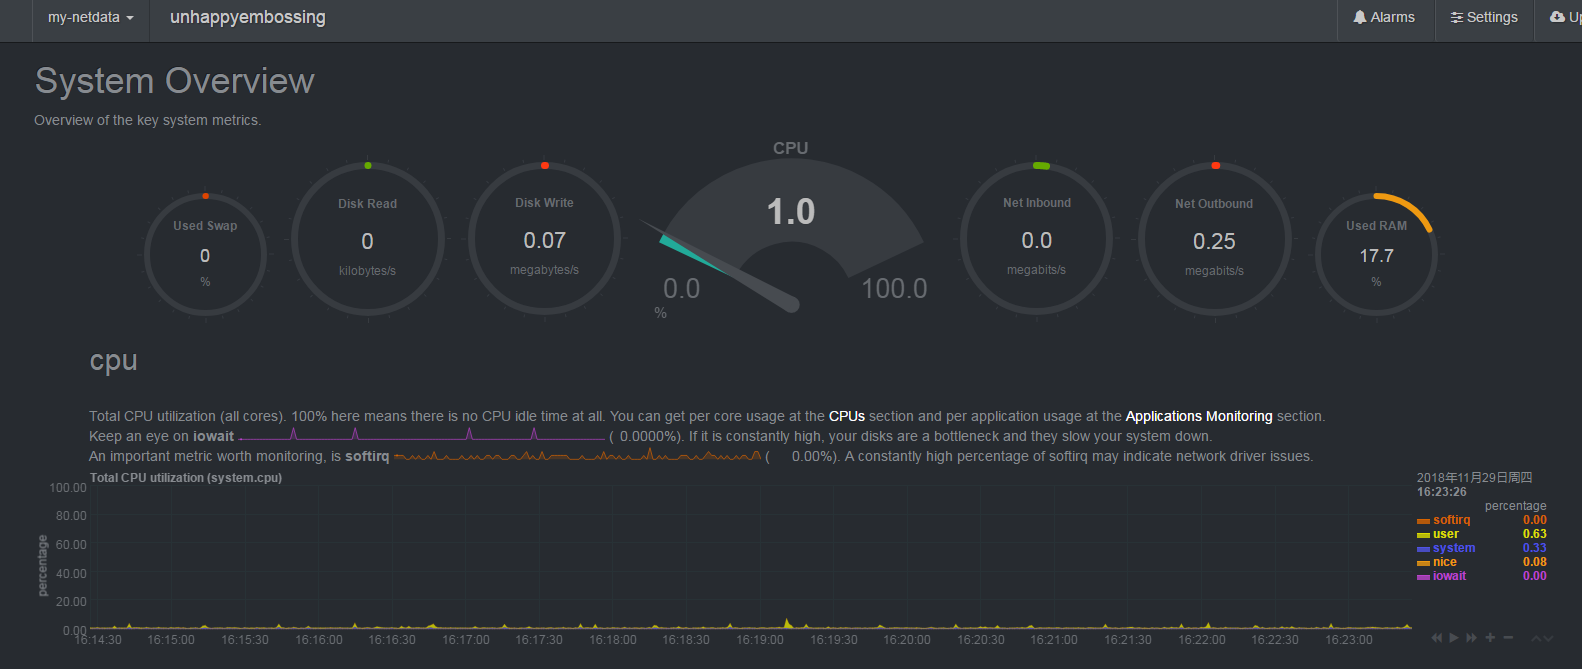 my-netdata unhappyembossing Alarms Settings
System Overview
Overview of the key system metrics.
CPU
Used Swap
0
%
Disk Read
0
kilobytes/s
Disk Write
0.07
megabytes/s
1.0
0.0
100.0
%
Net Inbound
0.0
megabits/s
Net Outbound
0.25
megabits/s
Used RAM
17.7
%
cpu
Total CPU utilization (all cores). 100% here means there is no CPU idle time at all. You can get per core usage at the CPUs section and per application usage at the Applications Monitoring section.
Keep an eye on iowait ( 0.0000%). If it is constantly high, your disks are a bottleneck and they slow your system down.
An important metric worth monitoring, is softirq ( 0.00%). A constantly high percentage of softirq may indicate network driver issues.
Total CPU utilization (system.cpu)
100.00
80.00
60.00
40.00
20.00
0.00
percentage
16:14:30 16:15:00 16:15:30 16:16:00 16:16:30 16:17:00 16:17:30 16:18:00 16:18:30 16:19:00 16:19:30 16:20:00 16:20:30 16:21:00 16:21:30 16:22:00 16:22:30 16:23:00
2018年11月29日周四
16:23:26
percentage
softirq 0.00
user 0.63
system 0.33
nice 0.08
iowait 0.00